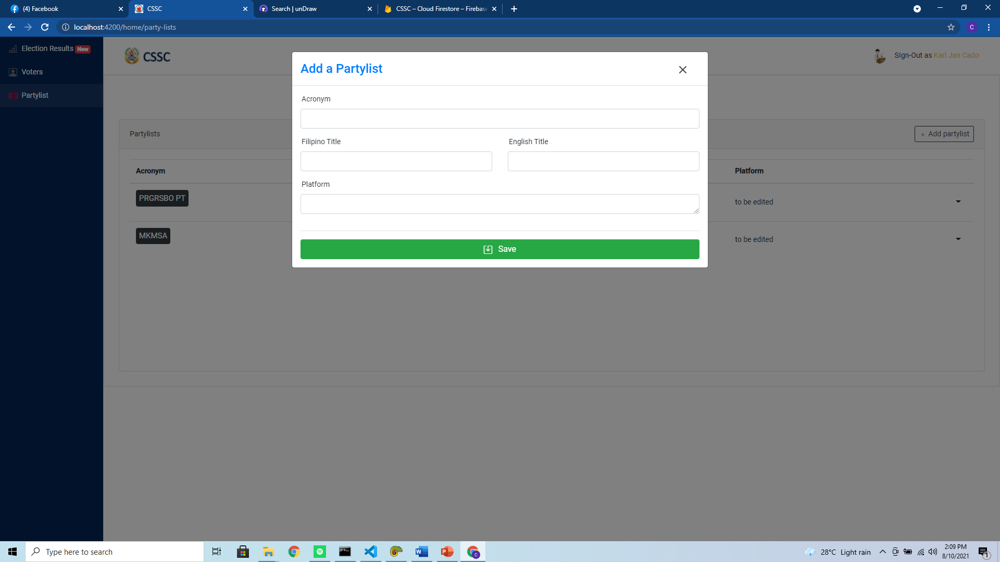 (4) Facebook
CSSC
Search | unDraw
CSSC – Cloud Firestore – Firebase
localhost:4200/home/party-lists
C
Election Results New
Voters
Partylist
CSSC
SIgn-Out as Karl Jan Cado
Add a Partylist
Acronym
Filipino Title
English Title
Platform
Save
Partylists
+ Add partylist
Acronym
Platform
PRGRSBO PT
to be edited
MKMSA
to be edited
Type here to search
28°C Light rain
2:09 PM
8/10/2021
1